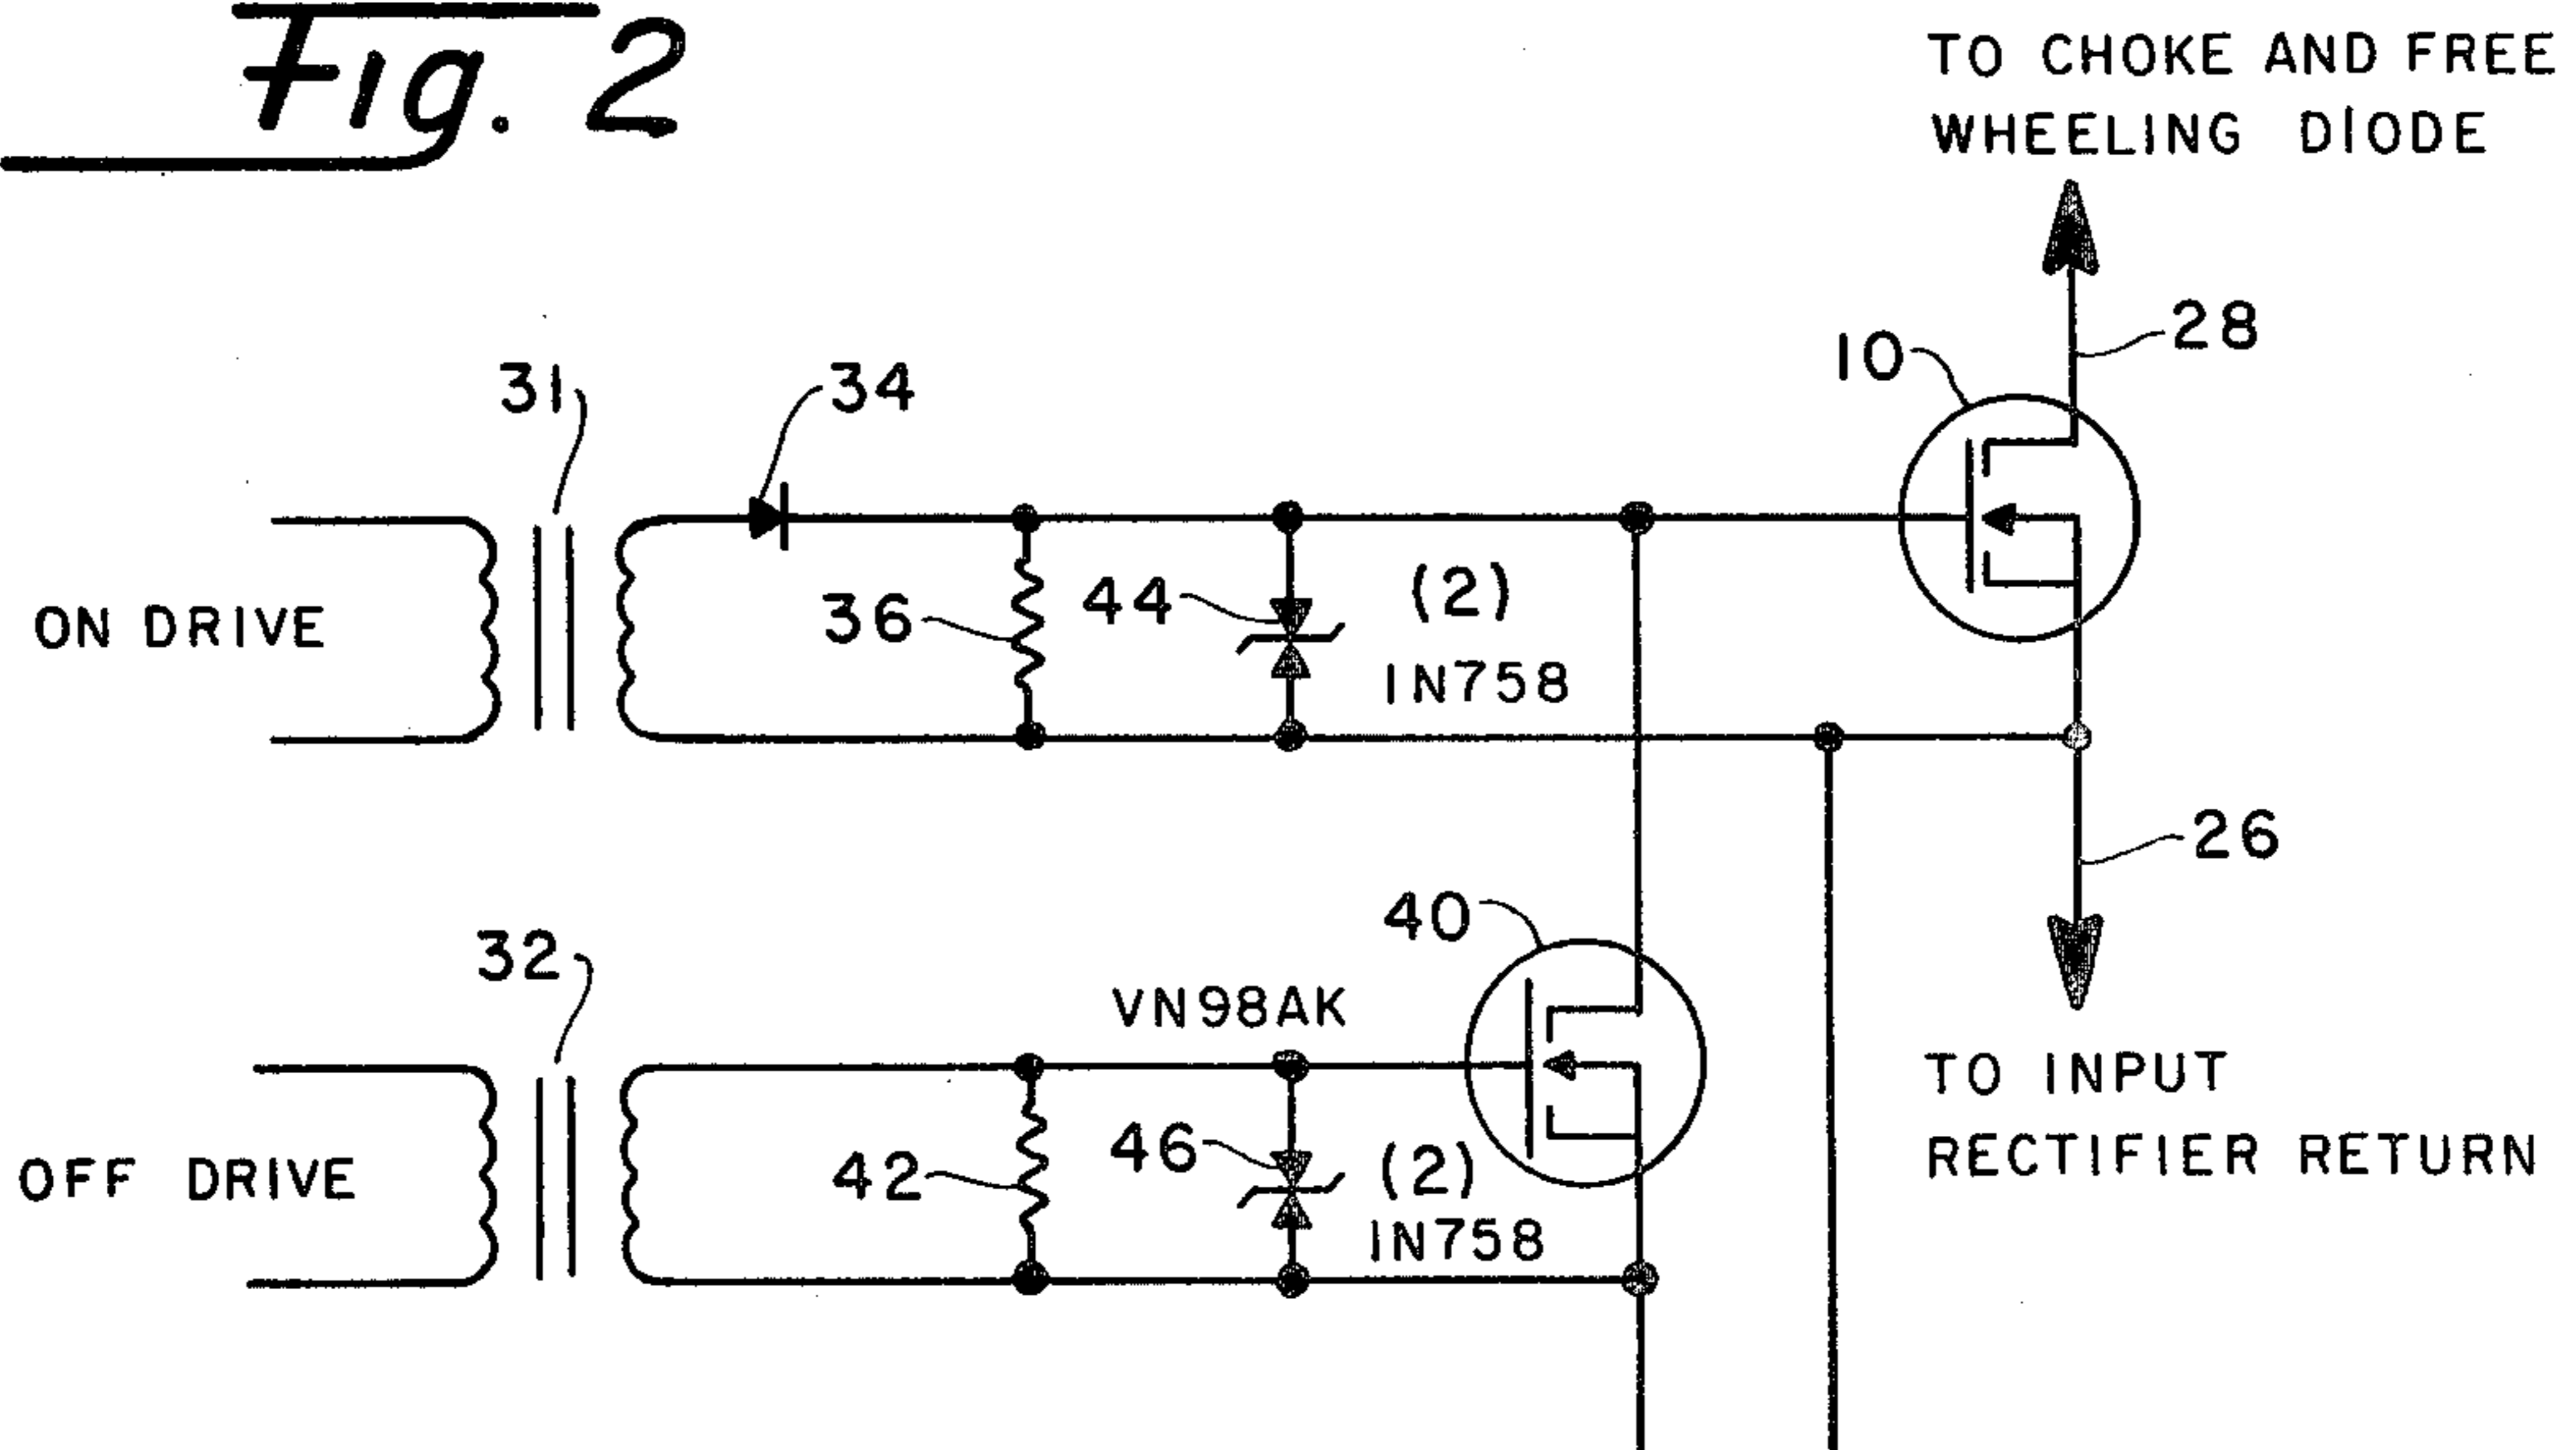 Fig. 2
TO CHOKE AND FREE
WHEELING DIODE
28
10
31
34
ON DRIVE
36
44
(2)
IN758
26
40
32
VN98AK
TO INPUT
RECTIFIER RETURN
OFF DRIVE
42
46
(2)
IN758